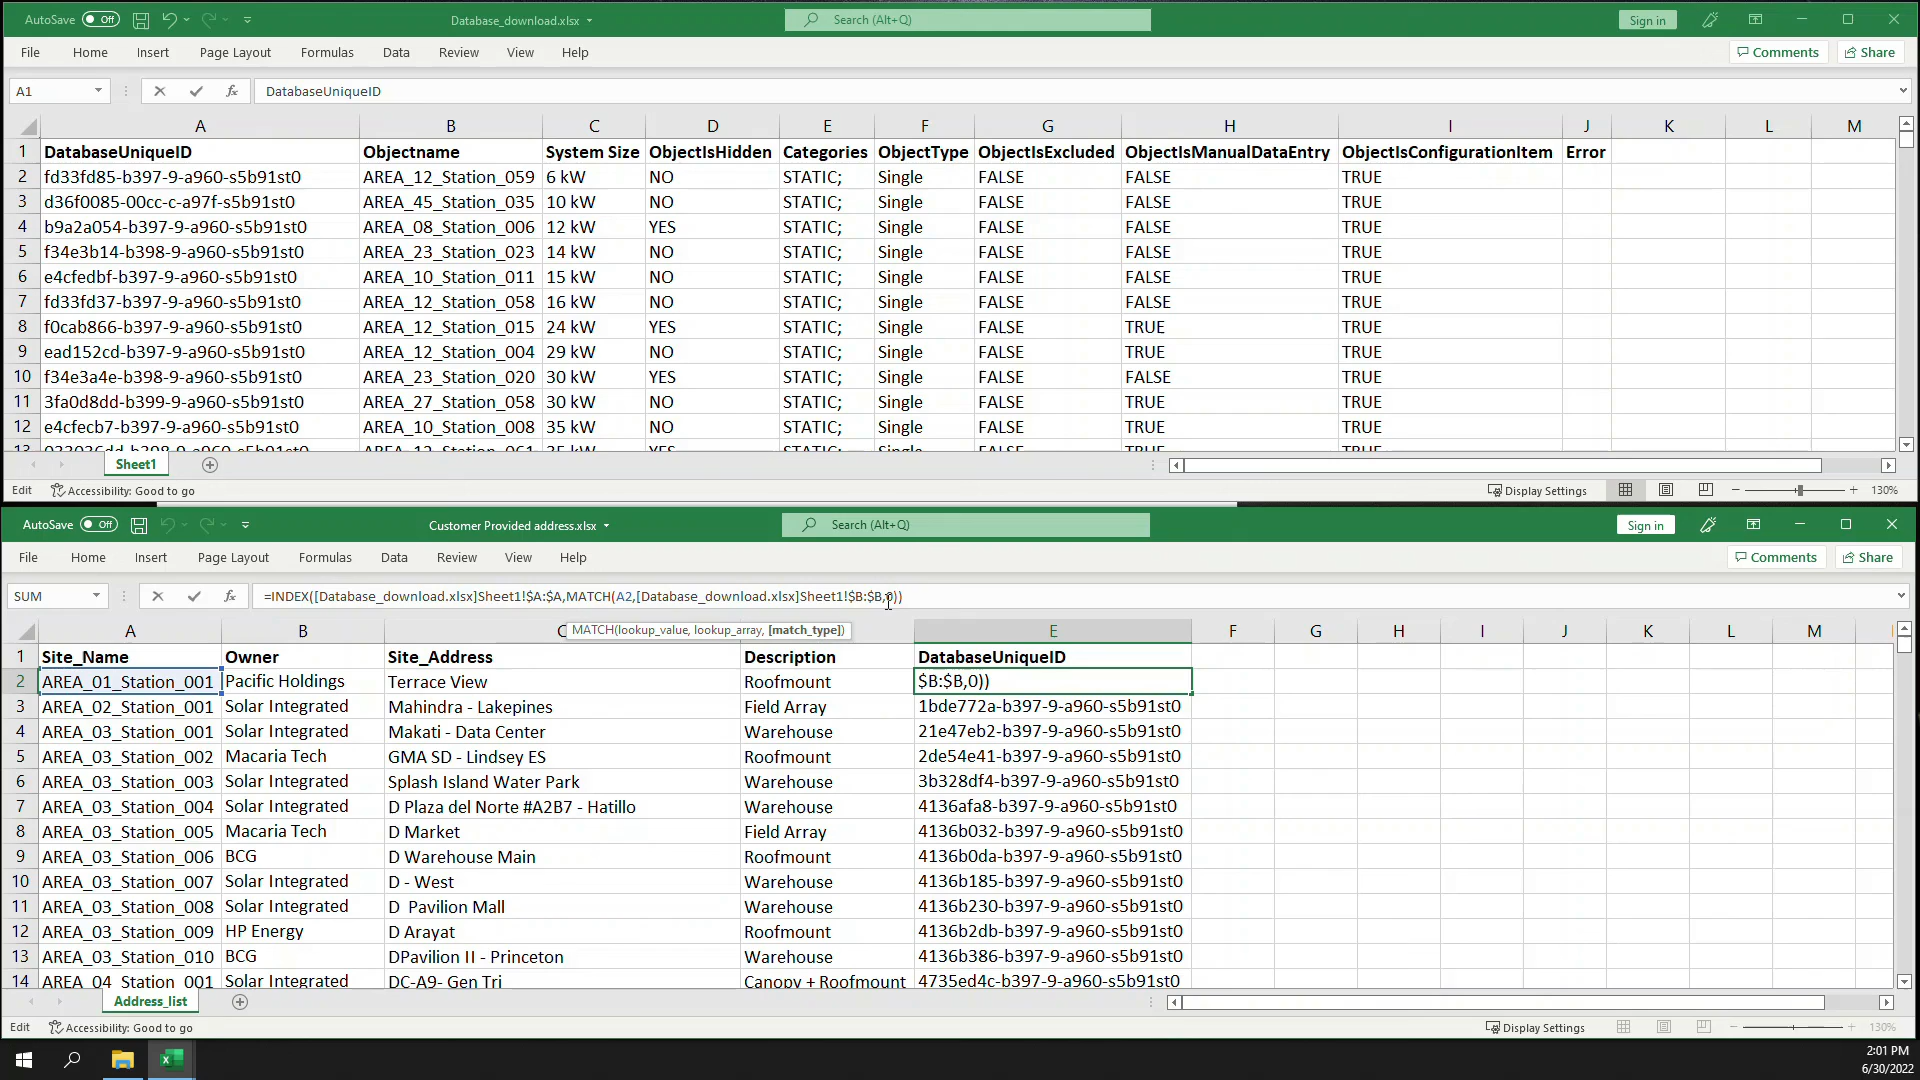 AutoSave Off Database_download.xlsx Search (Alt+Q) Sign in
File Home Insert Page Layout Formulas Data Review View Help Comments Share
A1 fx DatabaseUniqueID
A B C D E F G H I J K L M
1 DatabaseUniqueID Objectname System Size ObjectIsHidden Categories ObjectType ObjectIsExcluded ObjectIsManualDataEntry ObjectIsConfigurationItem Error
2 fd33fd85-b397-9-a960-s5b91st0 AREA_12_Station_059 6 kW NO STATIC; Single FALSE FALSE TRUE
3 d36f0085-00cc-c-a97f-s5b91st0 AREA_45_Station_035 10 kW NO STATIC; Single FALSE FALSE TRUE
4 b9a2a054-b397-9-a960-s5b91st0 AREA_08_Station_006 12 kW YES STATIC; Single FALSE FALSE TRUE
5 f34e3b14-b398-9-a960-s5b91st0 AREA_23_Station_023 14 kW NO STATIC; Single FALSE FALSE TRUE
6 e4cfedbf-b397-9-a960-s5b91st0 AREA_10_Station_011 15 kW NO STATIC; Single FALSE FALSE TRUE
7 fd33fd37-b397-9-a960-s5b91st0 AREA_12_Station_058 16 kW NO STATIC; Single FALSE FALSE TRUE
8 f0cab866-b397-9-a960-s5b91st0 AREA_12_Station_015 24 kW YES STATIC; Single FALSE TRUE TRUE
9 ead152cd-b397-9-a960-s5b91st0 AREA_12_Station_004 29 kW NO STATIC; Single FALSE TRUE TRUE
10 f34e3a4e-b398-9-a960-s5b91st0 AREA_23_Station_020 30 kW YES STATIC; Single FALSE FALSE TRUE
11 3fa0d8dd-b399-9-a960-s5b91st0 AREA_27_Station_058 30 kW NO STATIC; Single FALSE TRUE TRUE
12 e4cfecb7-b397-9-a960-s5b91st0 AREA_10_Station_008 35 kW NO STATIC; Single FALSE TRUE TRUE
13 AREA_12_Station_061 35 kW YES STATIC; Single FALSE TRUE TRUE
Sheet1
Edit Accessibility: Good to go Display Settings 130%
AutoSave Off Customer Provided address.xlsx Search (Alt+Q) Sign in
File Home Insert Page Layout Formulas Data Review View Help Comments Share
SUM fx =INDEX([Database_download.xlsx]Sheet1!$A:$A,MATCH(A2,[Database_download.xlsx]Sheet1!$B:$B,0))
A B C MATCH(lookup_value, lookup_array, [match_type]) E F G H I J K L M
1 Site_Name Owner Site_Address Description DatabaseUniqueID
2 AREA_01_Station_001 Pacific Holdings Terrace View Roofmount $B:$B,0))
3 AREA_02_Station_001 Solar Integrated Mahindra - Lakepines Field Array 1bde772a-b397-9-a960-s5b91st0
4 AREA_03_Station_001 Solar Integrated Makati - Data Center Warehouse 21e47eb2-b397-9-a960-s5b91st0
5 AREA_03_Station_002 Macaria Tech GMA SD - Lindsey ES Roofmount 2de54e41-b397-9-a960-s5b91st0
6 AREA_03_Station_003 Solar Integrated Splash Island Water Park Warehouse 3b328df4-b397-9-a960-s5b91st0
7 AREA_03_Station_004 Solar Integrated D Plaza del Norte #A2B7 - Hatillo Warehouse 4136afa8-b397-9-a960-s5b91st0
8 AREA_03_Station_005 Macaria Tech D Market Field Array 4136b032-b397-9-a960-s5b91st0
9 AREA_03_Station_006 BCG D Warehouse Main Roofmount 4136b0da-b397-9-a960-s5b91st0
10 AREA_03_Station_007 Solar Integrated D - West Warehouse 4136b185-b397-9-a960-s5b91st0
11 AREA_03_Station_008 Solar Integrated D  Pavilion Mall Warehouse 4136b230-b397-9-a960-s5b91st0
12 AREA_03_Station_009 HP Energy D Arayat Roofmount 4136b2db-b397-9-a960-s5b91st0
13 AREA_03_Station_010 BCG DPavilion II - Princeton Warehouse 4136b386-b397-9-a960-s5b91st0
14 AREA_04_Station_001 Solar Integrated DC-A9- Gen Tri Canopy + Roofmount 4735ed4c-b397-9-a960-s5b91st0
Address_list
Edit Accessibility: Good to go Display Settings 130%
2:01 PM
6/30/2022